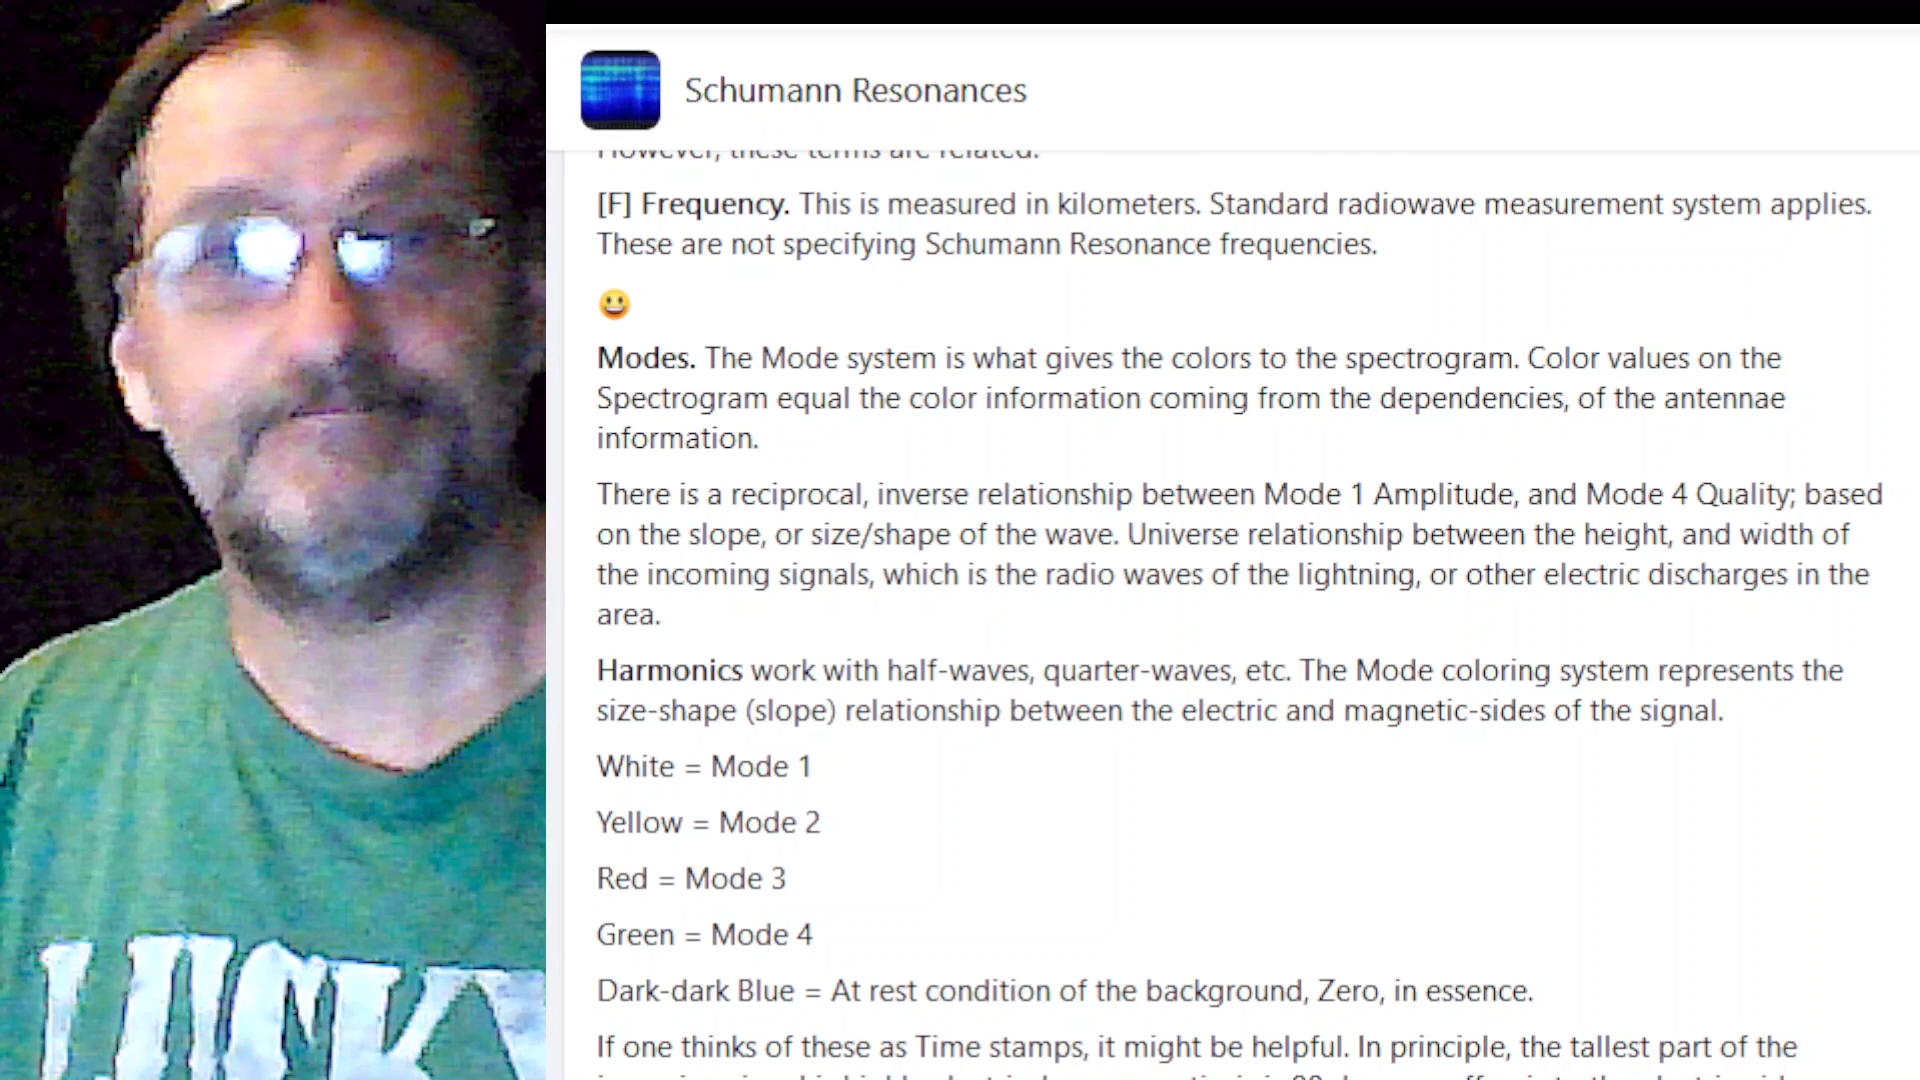 Schumann Resonances
However, these terms are related.
[F] Frequency. This is measured in kilometers. Standard radiowave measurement system applies.
These are not specifying Schumann Resonance frequencies.
😀
Modes. The Mode system is what gives the colors to the spectrogram. Color values on the
Spectrogram equal the color information coming from the dependencies, of the antennae
information.
There is a reciprocal, inverse relationship between Mode 1 Amplitude, and Mode 4 Quality; based
on the slope, or size/shape of the wave. Universe relationship between the height, and width of
the incoming signals, which is the radio waves of the lightning, or other electric discharges in the
area.
Harmonics work with half-waves, quarter-waves, etc. The Mode coloring system represents the
size-shape (slope) relationship between the electric and magnetic-sides of the signal.
White = Mode 1
Yellow = Mode 2
Red = Mode 3
Green = Mode 4
Dark-dark Blue = At rest condition of the background, Zero, in essence.
If one thinks of these as Time stamps, it might be helpful. In principle, the tallest part of the
LUCKY